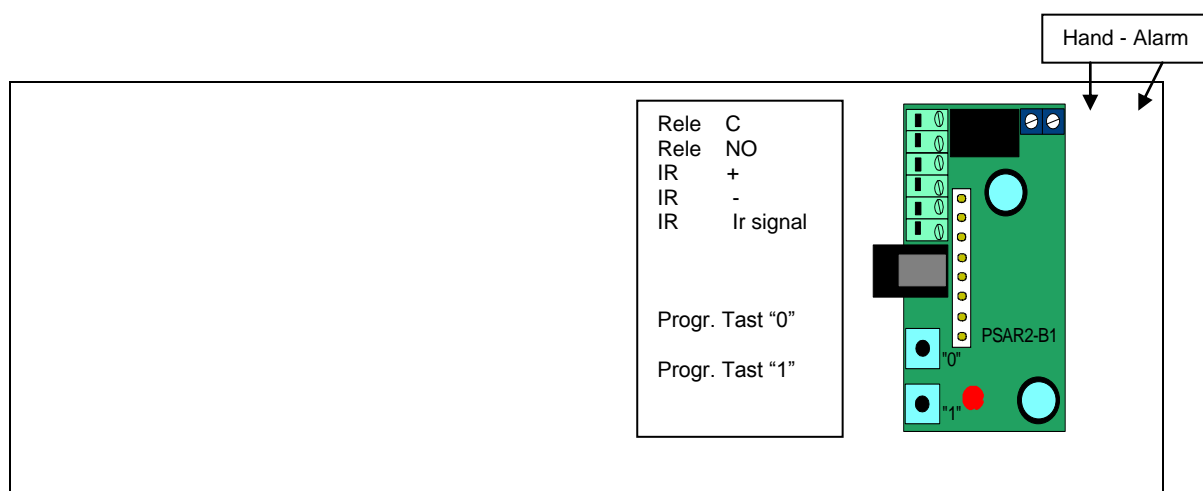 Hand - Alarm
Rele C
Rele NO
IR +
IR -
IR Ir signal
Progr. Tast “0”
Progr. Tast “1”
PSAR2-B1
"0"
"1"